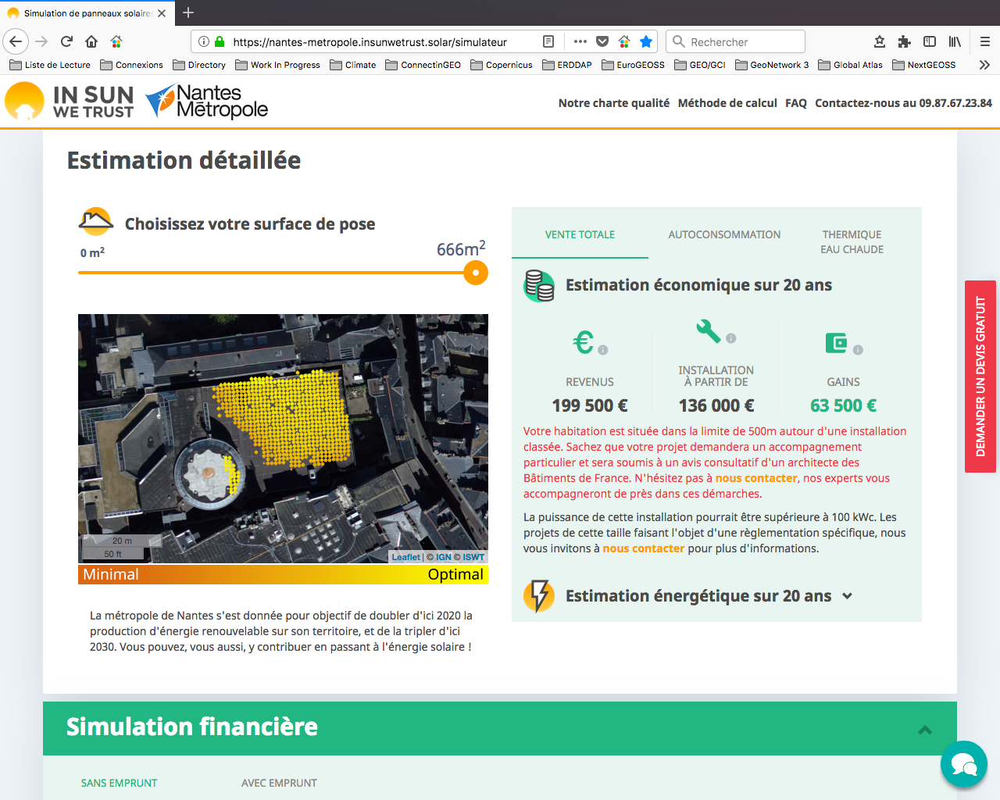 Simulation de panneaux solaires
https://nantes-metropole.insunwetrust.solar/simulateur
Rechercher
Liste de Lecture
Connexions
Directory
Work In Progress
Climate
ConnectinGEO
Copernicus
ERDDAP
EuroGEOSS
GEO/GCI
GeoNetwork 3
Global Atlas
NextGEOSS
IN SUN
WE TRUST
Nantes
Métropole
Notre charte qualité
Méthode de calcul
FAQ
Contactez-nous au 09.87.67.23.84
Estimation détaillée
Choisissez votre surface de pose
0 m²
666m²
20 m
50 ft
Leaflet | © IGN © ISWT
Minimal
Optimal
La métropole de Nantes s'est donnée pour objectif de doubler d'ici 2020 la
production d'énergie renouvelable sur son territoire, et de la tripler d'ici
2030. Vous pouvez, vous aussi, y contribuer en passant à l'énergie solaire !
VENTE TOTALE
AUTOCONSOMMATION
THERMIQUE
EAU CHAUDE
Estimation économique sur 20 ans
REVENUS
199 500 €
INSTALLATION
À PARTIR DE
136 000 €
GAINS
63 500 €
Votre habitation est située dans la limite de 500m autour d'une installation
classée. Sachez que votre projet demandera un accompagnement
particulier et sera soumis à un avis consultatif d'un architecte des
Bâtiments de France. N'hésitez pas à nous contacter, nos experts vous
accompagneront de près dans ces démarches.
La puissance de cette installation pourrait être supérieure à 100 kWc. Les
projets de cette taille faisant l'objet d'une règlementation spécifique, nous
vous invitons à nous contacter pour plus d'informations.
Estimation énergétique sur 20 ans
DEMANDER UN DEVIS GRATUIT
Simulation financière
SANS EMPRUNT
AVEC EMPRUNT